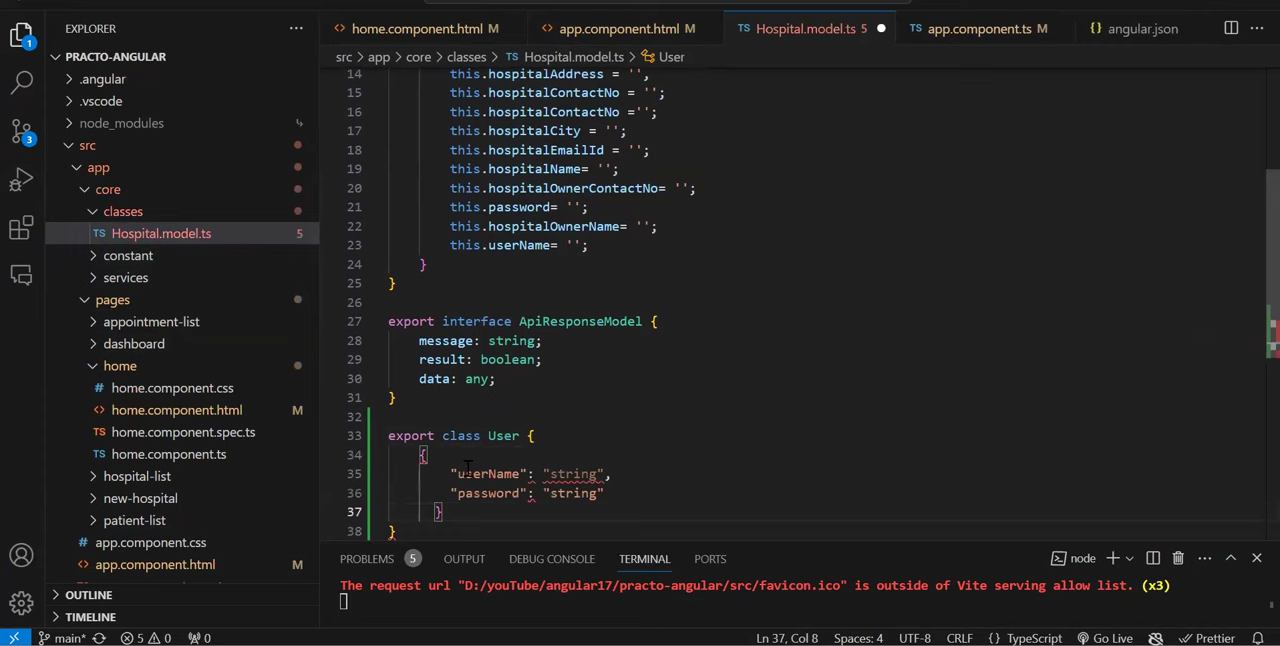 EXPLORER
PRACTO-ANGULAR
.angular
.vscode
node_modules
src
app
core
classes
TS Hospital.model.ts 5
constant
services
pages
appointment-list
dashboard
home
# home.component.css
<> home.component.html M
TS home.component.spec.ts
TS home.component.ts
hospital-list
new-hospital
patient-list
# app.component.css
<> app.component.html M
OUTLINE
TIMELINE
1
3
<> home.component.html M
<> app.component.html M
TS Hospital.model.ts 5
TS app.component.ts M
{} angular.json
src > app > core > classes > TS Hospital.model.ts > User
14 this.hospitalAddress = '',
15 this.hospitalContactNo = '';
16 this.hospitalContactNo ='';
17 this.hospitalCity = '';
18 this.hospitalEmailId = '';
19 this.hospitalName= '';
20 this.hospitalOwnerContactNo= '';
21 this.password= '';
22 this.hospitalOwnerName= '';
23 this.userName= '';
24 }
25 }
26
27 export interface ApiResponseModel {
28 message: string;
29 result: boolean;
30 data: any;
31 }
32
33 export class User {
34 {
35 "userName": "string",
36 "password": "string"
37 }
38 }
PROBLEMS 5 OUTPUT DEBUG CONSOLE TERMINAL PORTS
node
The request url "D:/youTube/angular17/practo-angular/src/favicon.ico" is outside of Vite serving allow list. (x3)
main* 5 0 0
Ln 37, Col 8 Spaces: 4 UTF-8 CRLF {} TypeScript Go Live Prettier